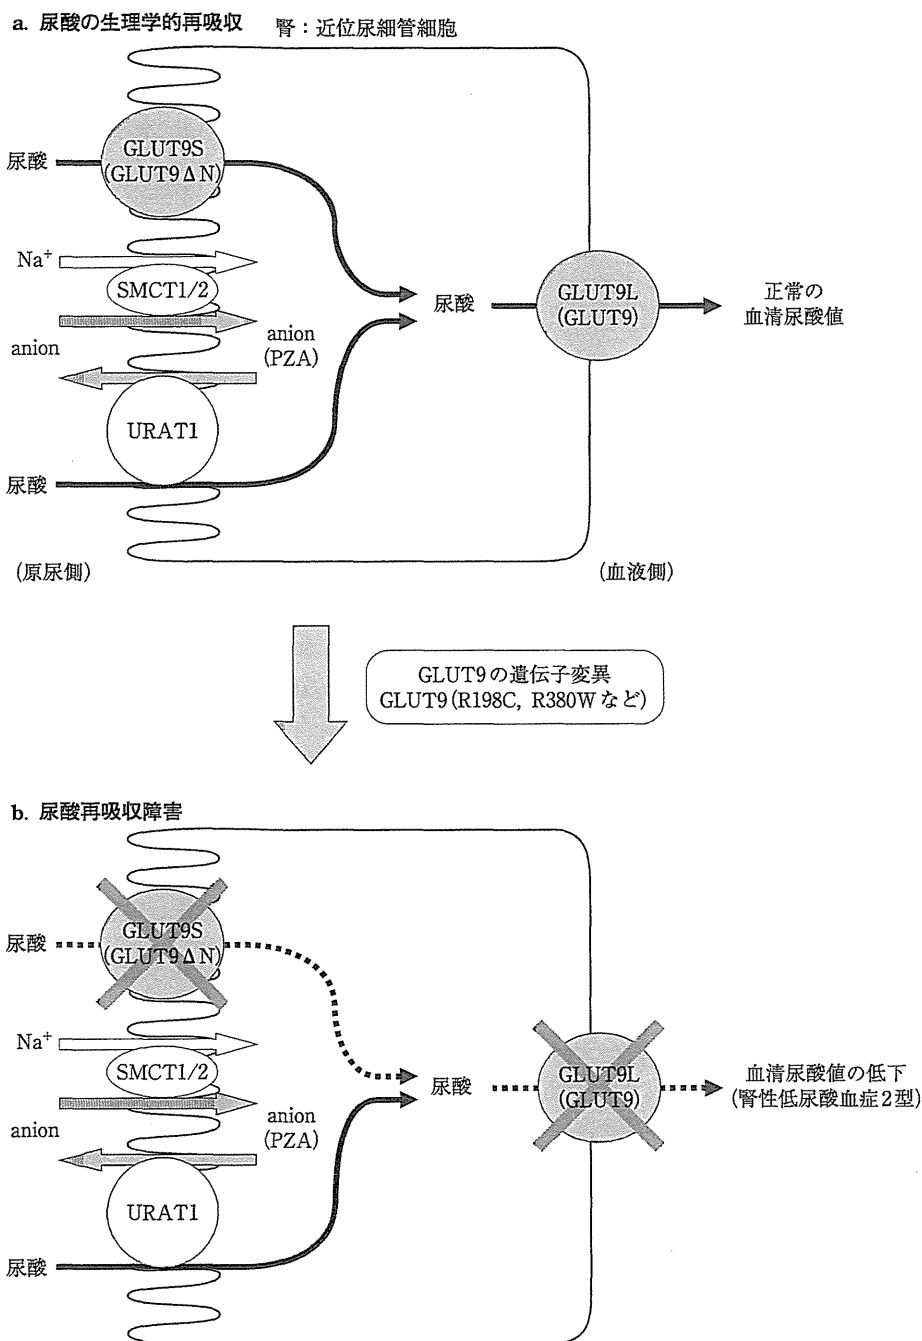 a. 尿酸の生理学的再吸収
腎：近位尿細管細胞
尿酸
GLUT9S
(GLUT9ΔN)
Na+
SMCT1/2
anion
anion
(PZA)
URAT1
尿酸
尿酸
GLUT9L
(GLUT9)
正常の
血清尿酸値
(原尿側)
(血液側)
GLUT9の遺伝子変異
GLUT9(R198C, R380Wなど)
b. 尿酸再吸収障害
尿酸
GLUT9S
(GLUT9ΔN)
Na+
SMCT1/2
anion
anion
(PZA)
URAT1
尿酸
尿酸
GLUT9L
(GLUT9)
血清尿酸値の低下
(腎性低尿酸血症2型)